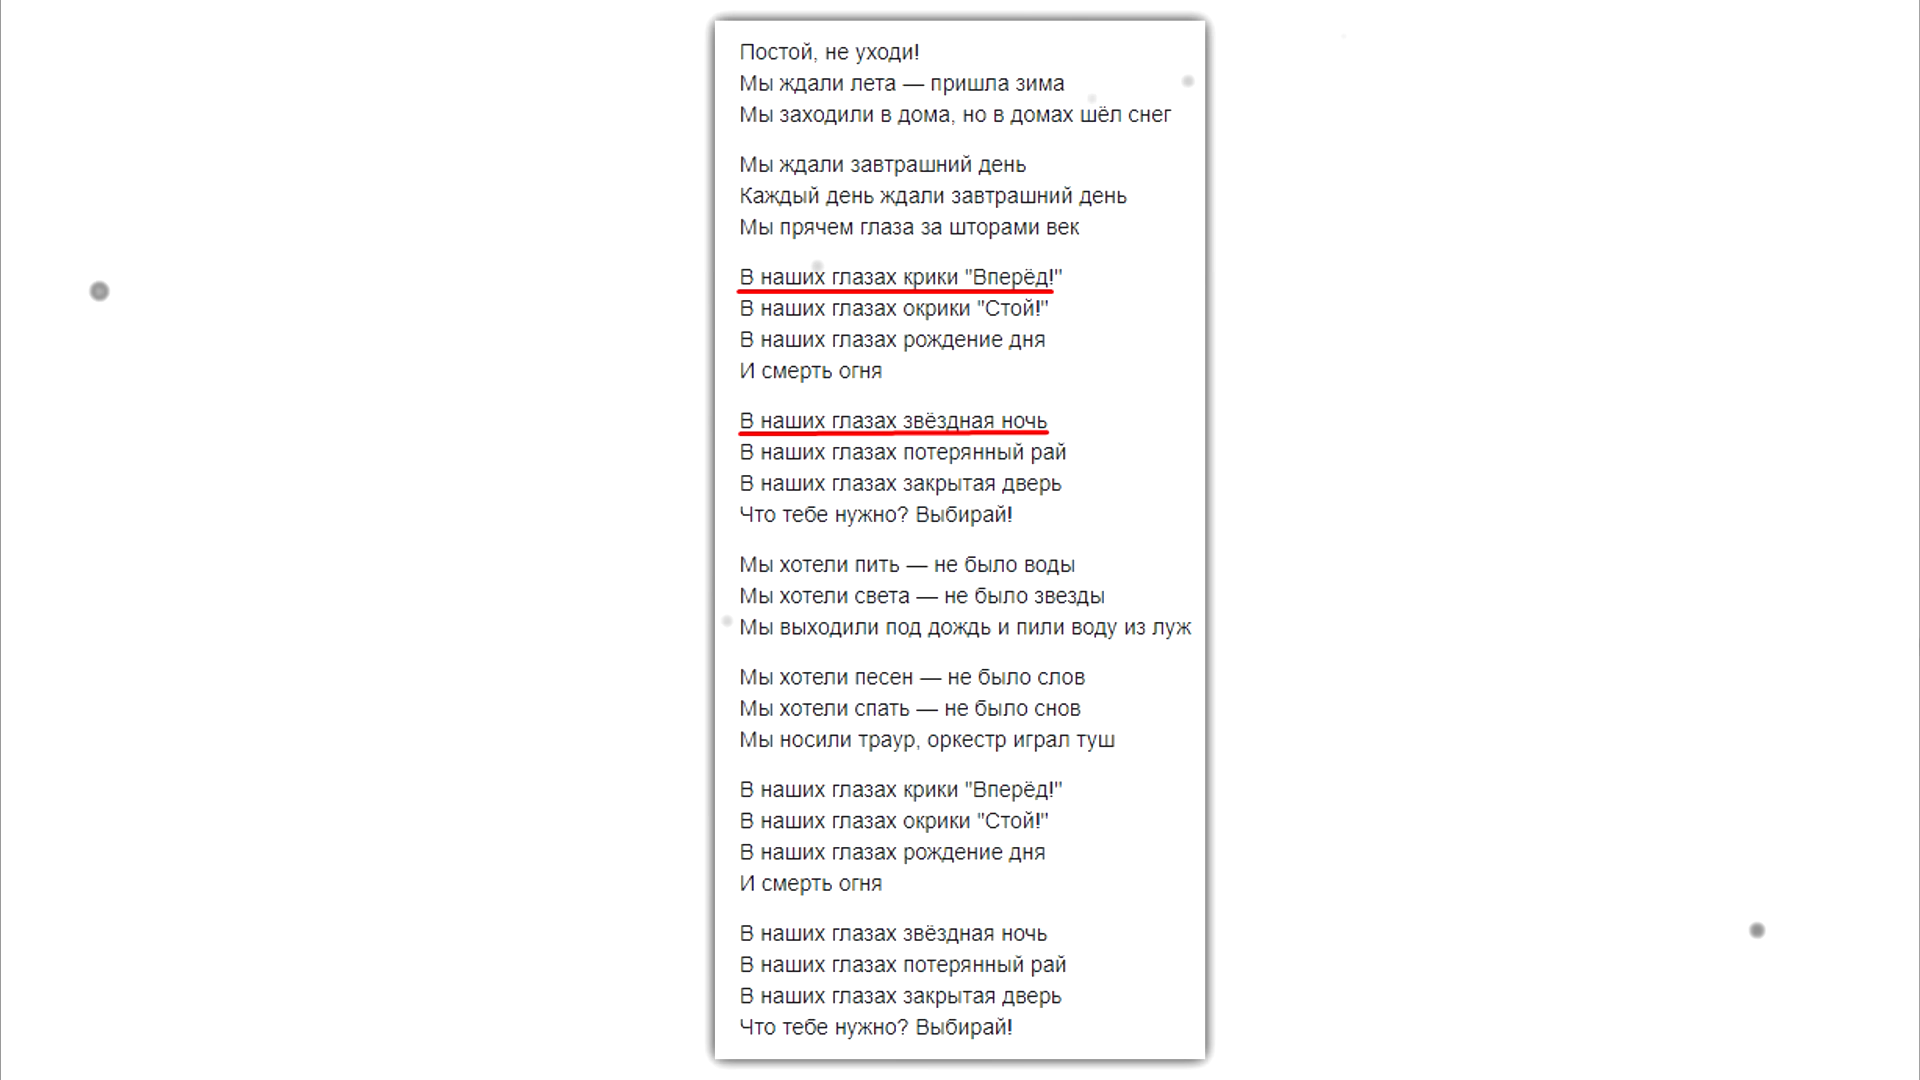 Постой, не уходи!
Мы ждали лета — пришла зима
Мы заходили в дома, но в домах шёл снег
Мы ждали завтрашний день
Каждый день ждали завтрашний день
Мы прячем глаза за шторами век
В наших глазах крики "Вперёд!"
В наших глазах окрики "Стой!"
В наших глазах рождение дня
И смерть огня
В наших глазах звёздная ночь
В наших глазах потерянный рай
В наших глазах закрытая дверь
Что тебе нужно? Выбирай!
Мы хотели пить — не было воды
Мы хотели света — не было звезды
Мы выходили под дождь и пили воду из луж
Мы хотели песен — не было слов
Мы хотели спать — не было снов
Мы носили траур, оркестр играл туш
В наших глазах крики "Вперёд!"
В наших глазах окрики "Стой!"
В наших глазах рождение дня
И смерть огня
В наших глазах звёздная ночь
В наших глазах потерянный рай
В наших глазах закрытая дверь
Что тебе нужно? Выбирай!